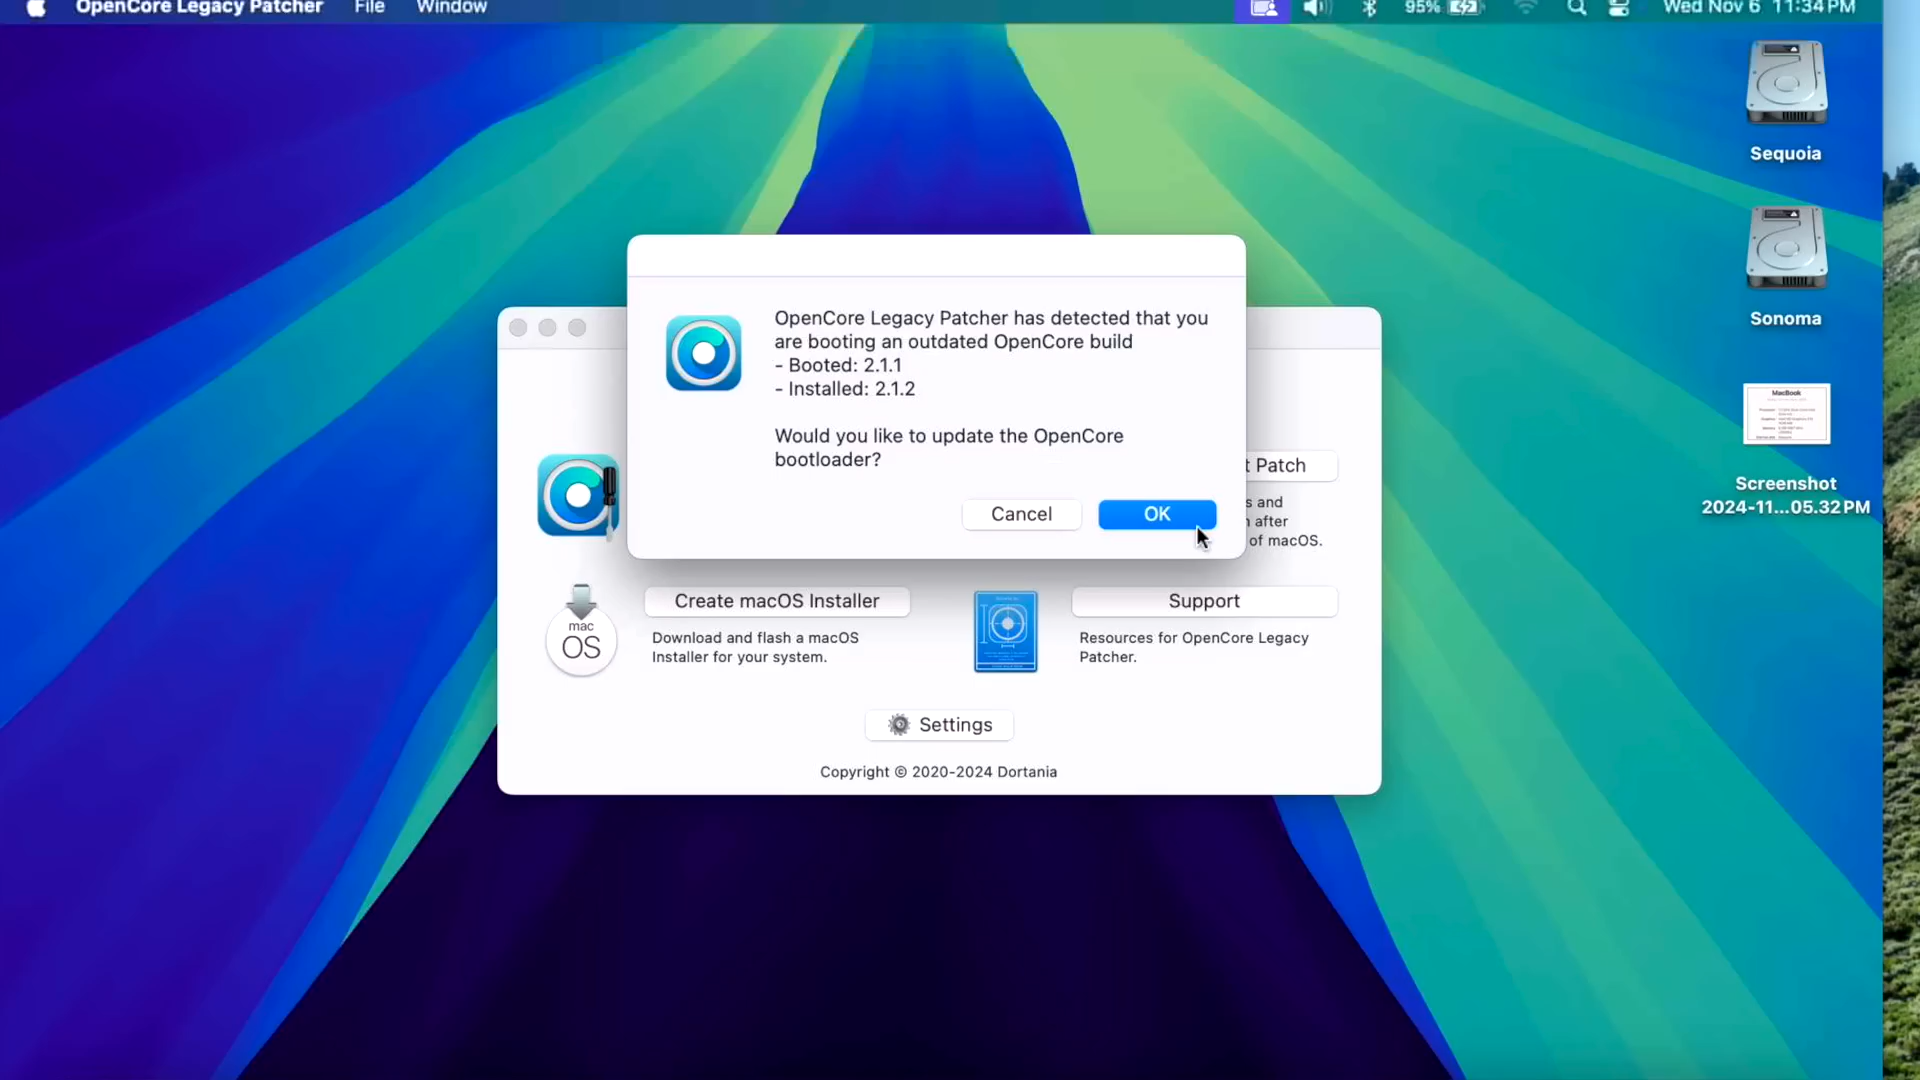 OpenCore Legacy Patcher File Window 95% Wed Nov 6 11:34 PM
Sequoia
Sonoma
MacBook
Screenshot
2024-11...05.32 PM
OpenCore Legacy Patcher has detected that you
are booting an outdated OpenCore build
- Booted: 2.1.1
- Installed: 2.1.2
Would you like to update the OpenCore
bootloader?
Cancel OK
t Patch
s and
n after
of macOS.
mac
OS
Create macOS Installer
Download and flash a macOS
Installer for your system.
Support
Resources for OpenCore Legacy
Patcher.
Settings
Copyright © 2020-2024 Dortania